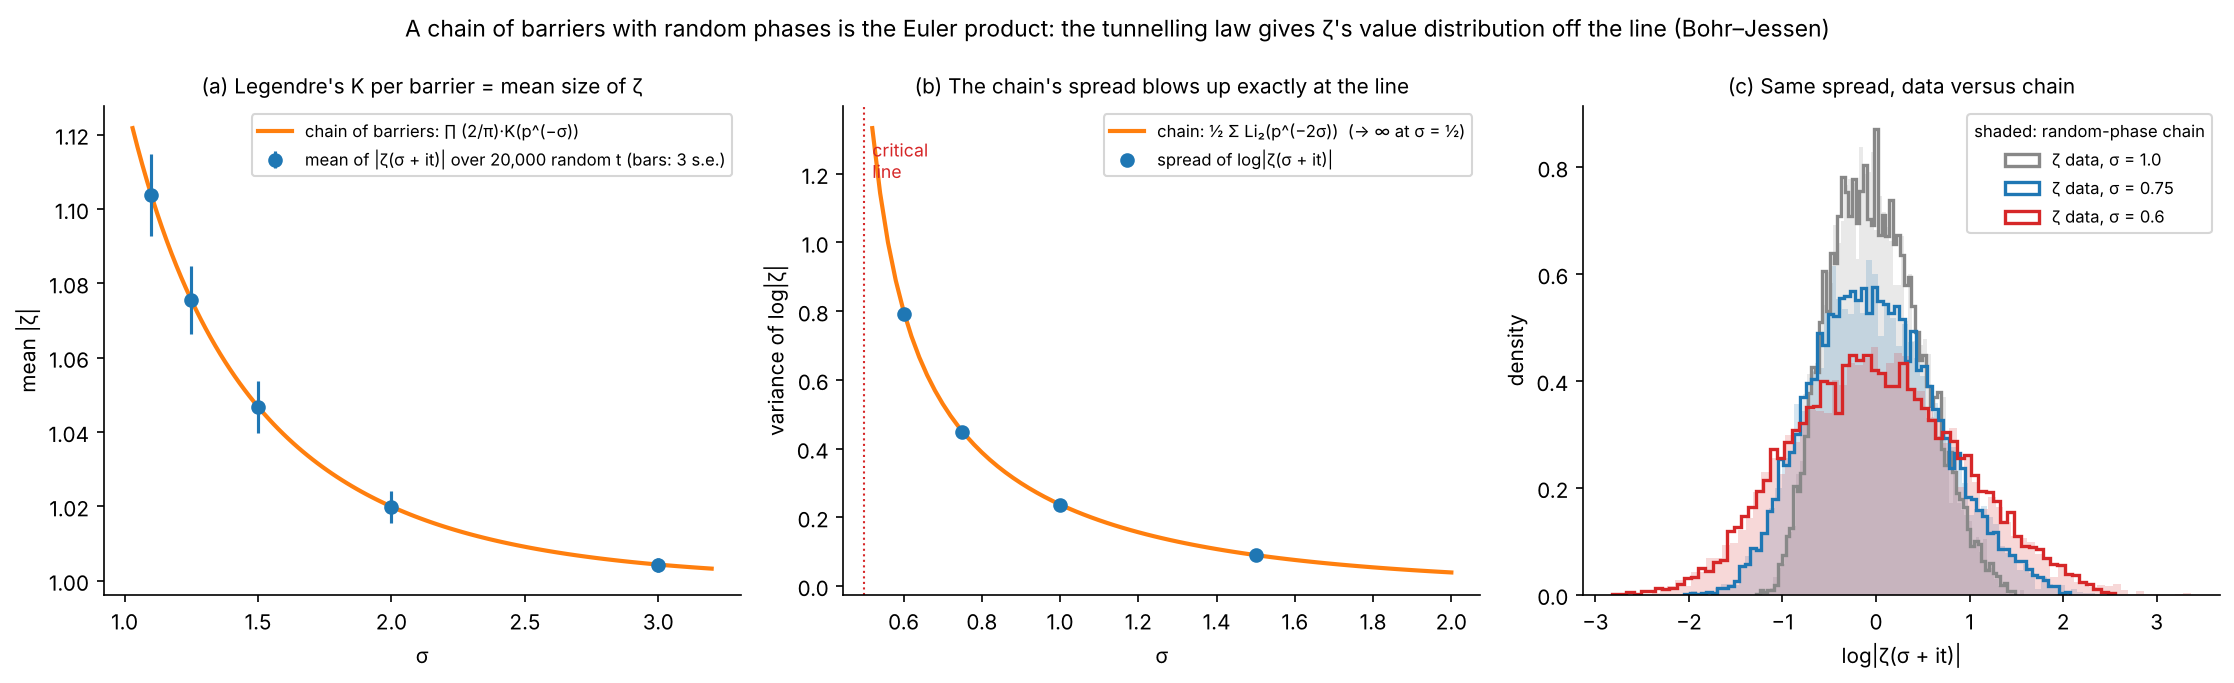 A chain of barriers with random phases is the Euler product: the tunnelling law gives ζ's value distribution off the line (Bohr–Jessen)
(a) Legendre's K per barrier = mean size of ζ
chain of barriers: ∏ (2/π)·K(p^(−σ))
mean of |ζ(σ + it)| over 20,000 random t (bars: 3 s.e.)
mean |ζ|
1.12
1.10
1.08
1.06
1.04
1.02
1.00
1.0
1.5
2.0
2.5
3.0
σ
(b) The chain's spread blows up exactly at the line
chain: ½ Σ Li₂(p^(−2σ))  (→ ∞ at σ = ½)
spread of log|ζ(σ + it)|
critical
line
variance of log|ζ|
1.2
1.0
0.8
0.6
0.4
0.2
0.0
0.6
0.8
1.0
1.2
1.4
1.6
1.8
2.0
σ
(c) Same spread, data versus chain
shaded: random-phase chain
ζ data, σ = 1.0
ζ data, σ = 0.75
ζ data, σ = 0.6
density
0.8
0.6
0.4
0.2
0.0
−3
−2
−1
0
1
2
3
log|ζ(σ + it)|